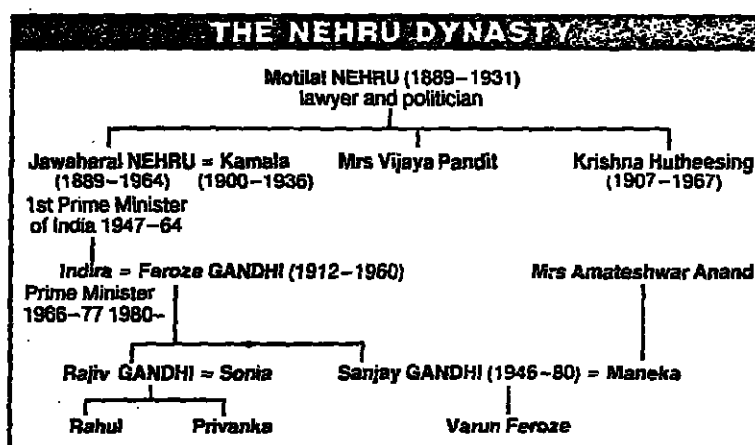 THE NEHRU DYNASTY
Motilal NEHRU (1889–1931)
lawyer and politician
Jawaharal NEHRU = Kamala
(1889–1964) (1900–1936)
1st Prime Minister
of India 1947–64
Mrs Vijaya Pandit
Krishna Hutheesing
(1907–1967)
Indira = Feroze GANDHI (1912–1960)
Prime Minister
1966–77 1980–
Mrs Amateshwar Anand
Rajiv GANDHI = Sonia
Sanjay GANDHI (1946–80) = Maneka
Rahul
Privanka
Varun Feroze